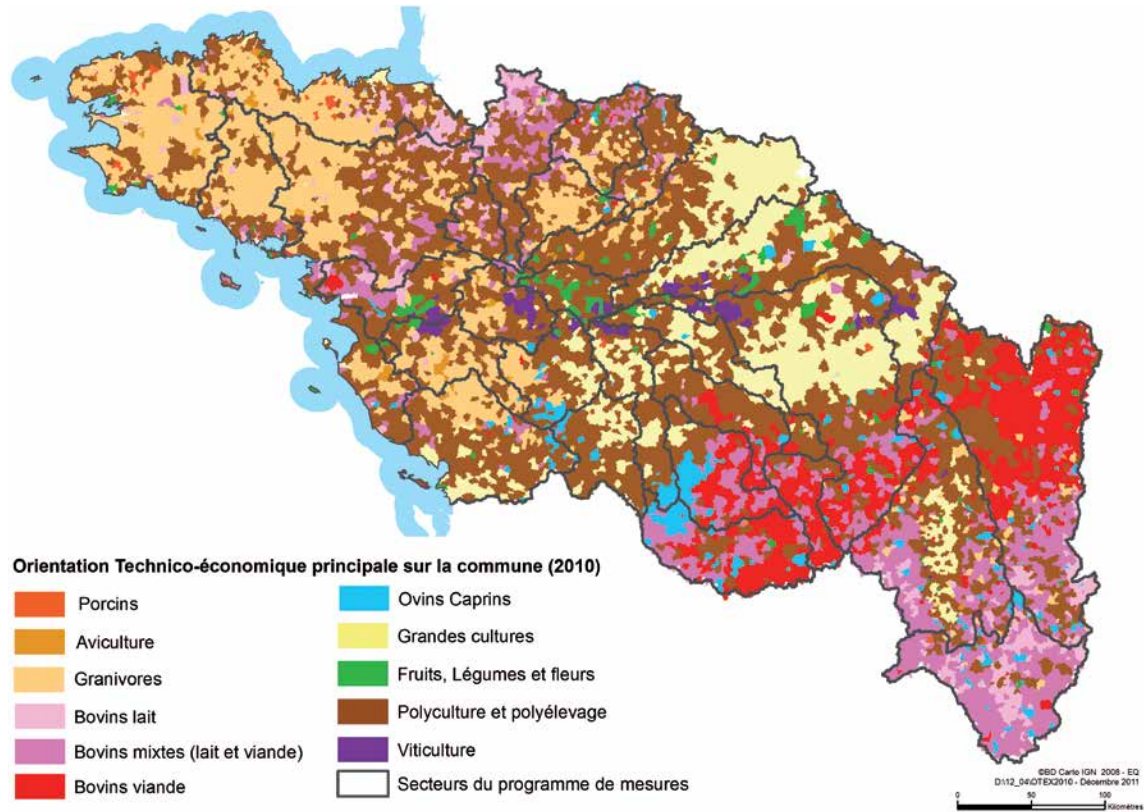 Orientation Technico-économique principale sur la commune (2010)
Porcins
Aviculture
Granivores
Bovins lait
Bovins mixtes (lait et viande)
Bovins viande
Ovins Caprins
Grandes cultures
Fruits, Légumes et fleurs
Polyculture et polyélevage
Viticulture
Secteurs du programme de mesures
©BD Carto IGN 2008 - EQ
D\12_04\OTEX2010 - Décembre 2011
0 50 100
Kilomètres